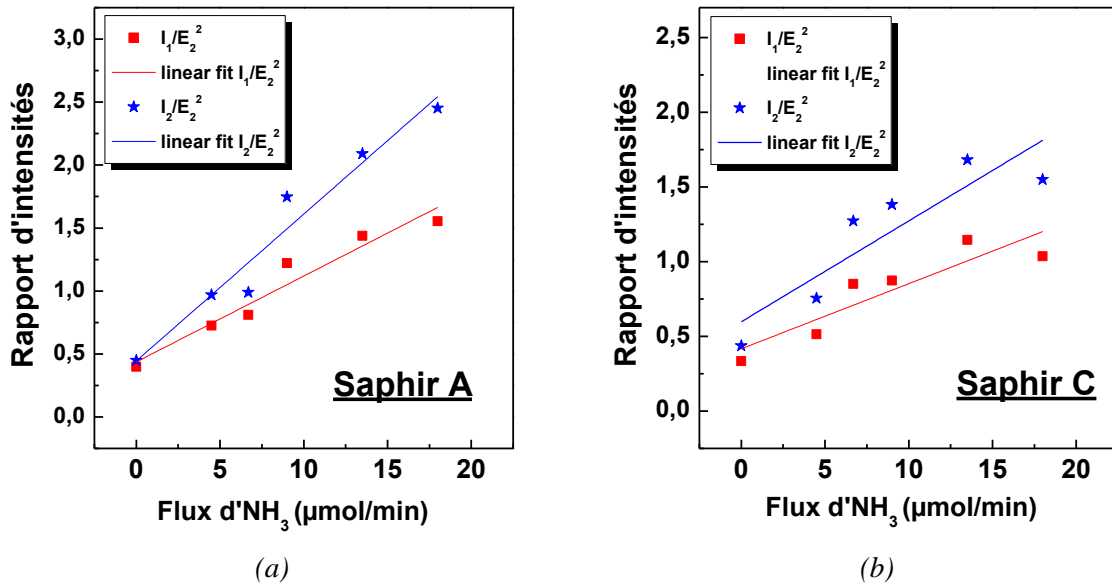 3,0
2,5
2,0
1,5
1,0
0,5
0,0
Rapport d'intensités
I₁/E₂²
linear fit I₁/E₂²
I₂/E₂²
linear fit I₂/E₂²
Saphir A
0 5 10 15 20
Flux d'NH₃ (µmol/min)
(a)
2,5
2,0
1,5
1,0
0,5
0,0
Rapport d'intensités
I₁/E₂²
linear fit I₁/E₂²
I₂/E₂²
linear fit I₂/E₂²
Saphir C
0 5 10 15 20
Flux d'NH₃ (µmol/min)
(b)